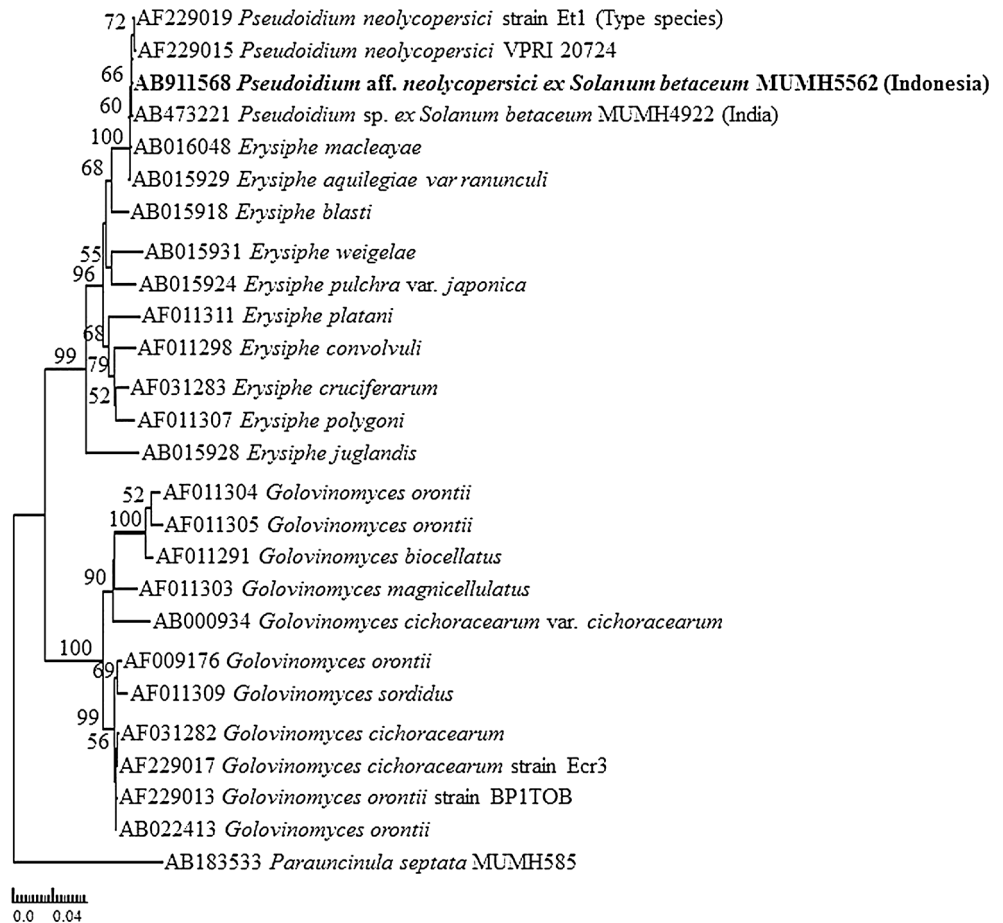 72
AF229019 Pseudoidium neolycopersici strain Et1 (Type species)
AF229015 Pseudoidium neolycopersici VPRI 20724
66
AB911568 Pseudoidium aff. neolycopersici ex Solanum betaceum MUMH5562 (Indonesia)
60
AB473221 Pseudoidium sp. ex Solanum betaceum MUMH4922 (India)
100
AB016048 Erysiphe macleayae
68
AB015929 Erysiphe aquilegiae var ranunculi
AB015918 Erysiphe blasti
55
AB015931 Erysiphe weigelae
96
AB015924 Erysiphe pulchra var. japonica
AF011311 Erysiphe platani
68
AF011298 Erysiphe convolvuli
99
79
AF031283 Erysiphe cruciferarum
52
AF011307 Erysiphe polygoni
AB015928 Erysiphe juglandis
52
AF011304 Golovinomyces orontii
100
AF011305 Golovinomyces orontii
AF011291 Golovinomyces biocellatus
90
AF011303 Golovinomyces magnicellulatus
AB000934 Golovinomyces cichoracearum var. cichoracearum
100
AF009176 Golovinomyces orontii
69
AF011309 Golovinomyces sordidus
99
AF031282 Golovinomyces cichoracearum
56
AF229017 Golovinomyces cichoracearum strain Ecr3
AF229013 Golovinomyces orontii strain BP1TOB
AB022413 Golovinomyces orontii
AB183533 Parauncinula septata MUMH585
0.0 0.04